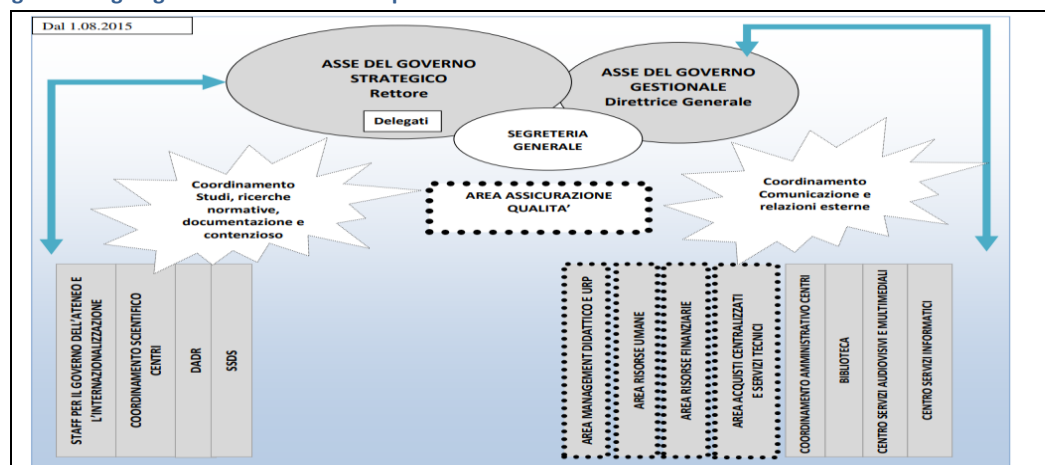 Dal 1.08.2015
ASSE DEL GOVERNO
STRATEGICO
Rettore
Delegati
ASSE DEL GOVERNO
GESTIONALE
Direttrice Generale
SEGRETERIA
GENERALE
Coordinamento
Studi, ricerche
normative,
documentazione e
contenzioso
AREA ASSICURAZIONE
QUALITA’
Coordinamento
Comunicazione e
relazioni esterne
STAFF PER IL GOVERNO DELL’ATENEO E
L’INTERNAZIONALIZZAZIONE
COORDINAMENTO SCIENTIFICO
CENTRI
DADR
SSDS
AREA MANAGEMENT DIDATTICO E URP
AREA RISORSE UMANE
AREA RISORSE FINANZIARIE
AREA ACQUISTI CENTRALIZZATI
E SERVIZI TECNICI
COORDINAMENTO AMMINISTRATIVO CENTRI
BIBLIOTECA
CENTRO SERVIZI AUDIOVISIVI E MULTIMEDIALI
CENTRO SERVIZI INFORMATICI